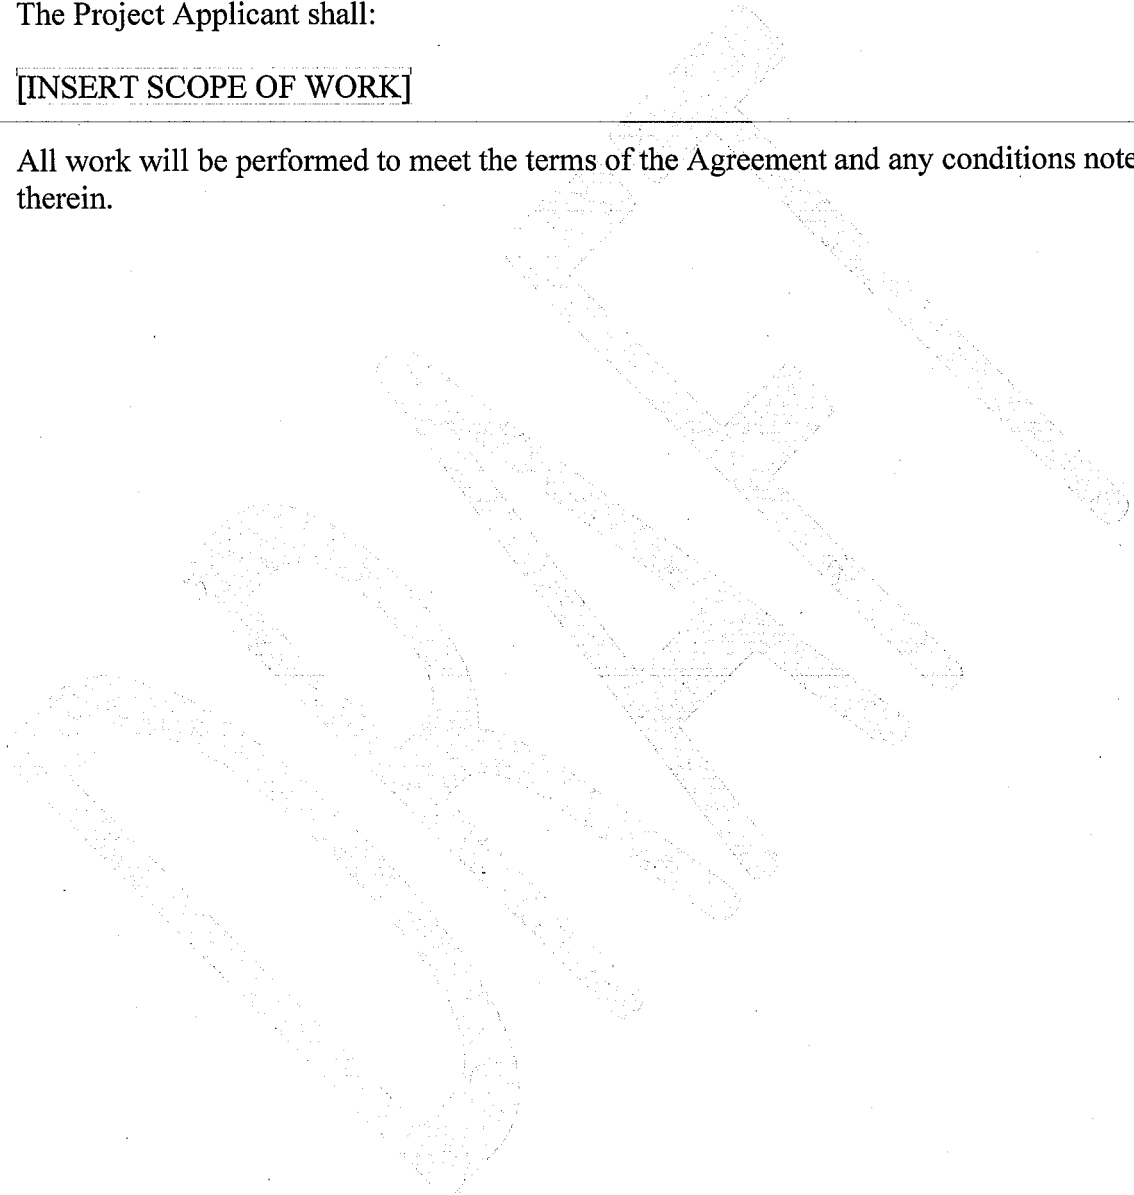 The Project Applicant shall:
[INSERT SCOPE OF WORK]
All work will be performed to meet the terms of the Agreement and any conditions note
therein.
DRAFT